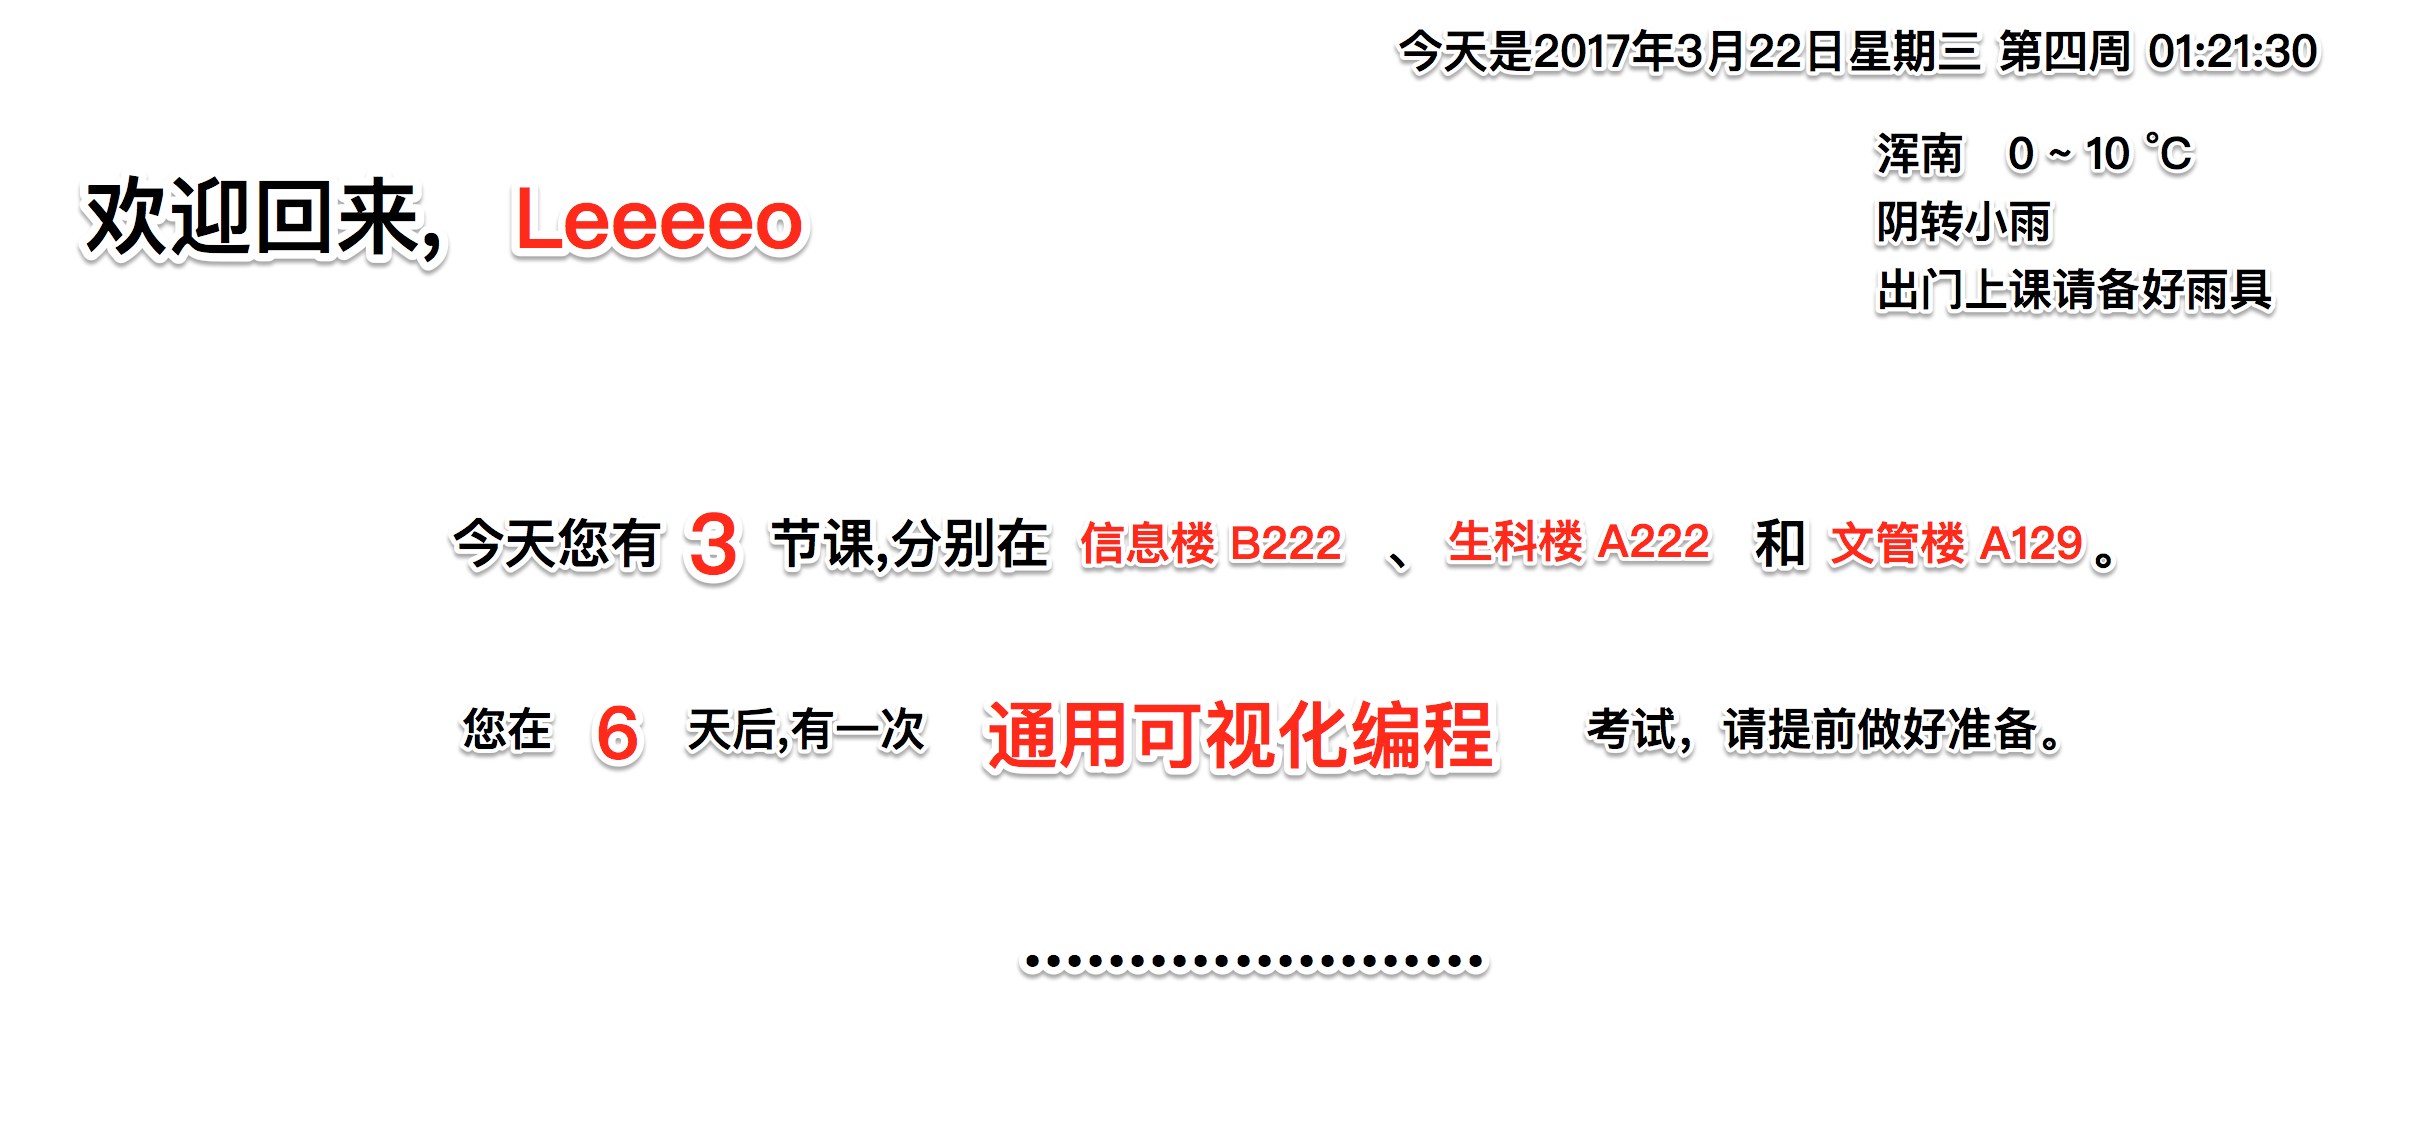 今天是2017年3月22日星期三 第四周 01:21:30
浑南 0 ~ 10 ℃
欢迎回来, Leeeeo
阴转小雨
出门上课请备好雨具
今天您有 3 节课,分别在 信息楼 B222 、 生科楼 A222 和 文管楼 A129 。
您在 6 天后,有一次 通用可视化编程 考试，请提前做好准备。
......................